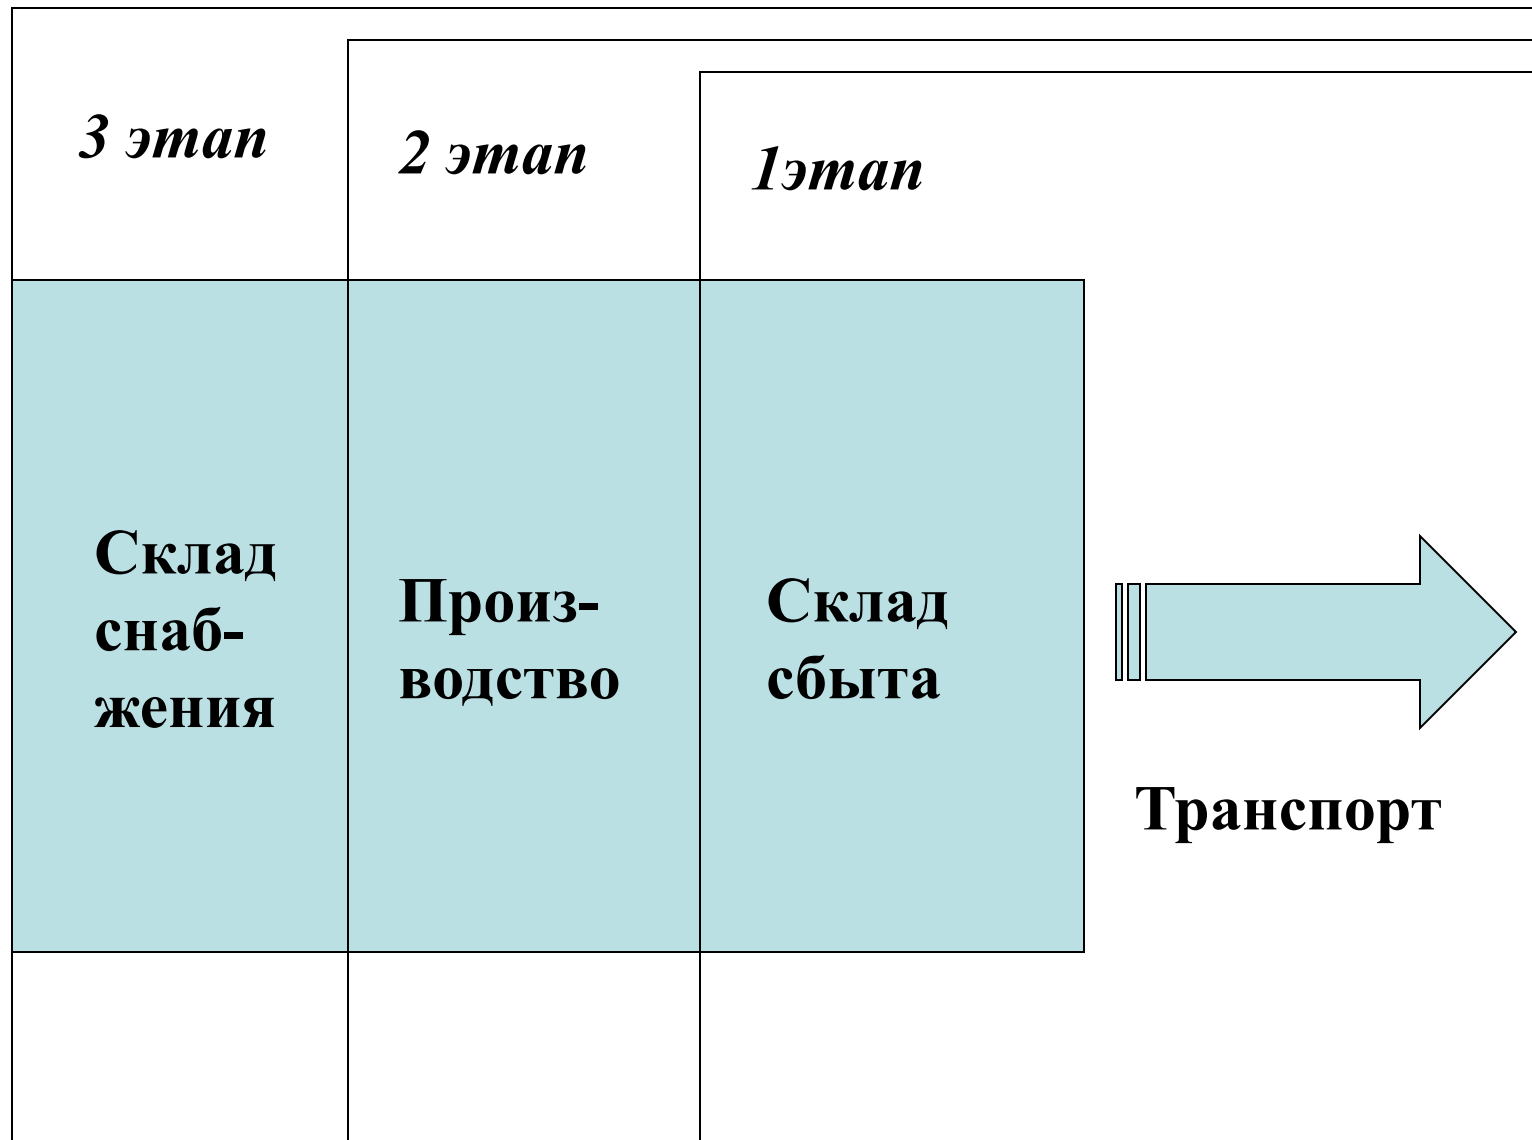 3 этап
2 этап
1этап
Склад
снаб-
жения
Произ-
водство
Склад
сбыта
Транспорт